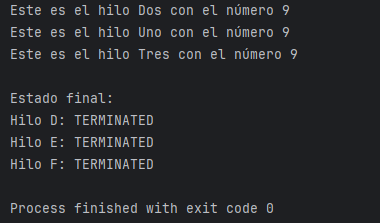 Este es el hilo Dos con el número 9
Este es el hilo Uno con el número 9
Este es el hilo Tres con el número 9
Estado final:
Hilo D: TERMINATED
Hilo E: TERMINATED
Hilo F: TERMINATED
Process finished with exit code 0